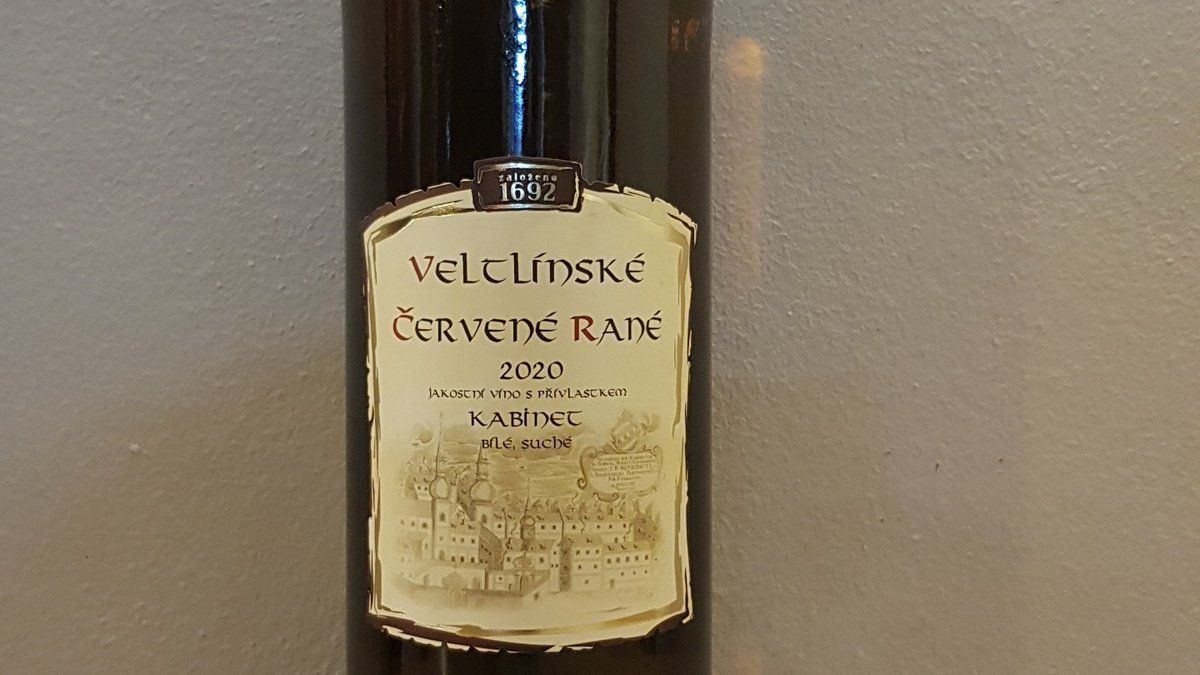 založeno
1692
Veltlínské
Červené Rané
2020
jakostní víno s přívlastkem
kabinet
bílé, suché